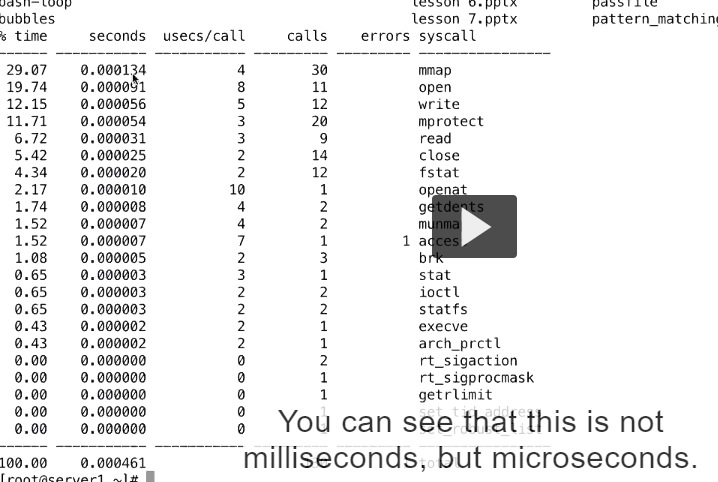 bash-loop lesson 6.pptx passfile
bubbles lesson 7.pptx pattern_matching
% time seconds usecs/call calls errors syscall
------ ----------- ----------- --------- --------- ----------------
29.07 0.000134 4 30 mmap
19.74 0.000091 8 11 open
12.15 0.000056 5 12 write
11.71 0.000054 3 20 mprotect
6.72 0.000031 3 9 read
5.42 0.000025 2 14 close
4.34 0.000020 2 12 fstat
2.17 0.000010 10 1 openat
1.74 0.000008 4 2 getdents
1.52 0.000007 4 2 munmap
1.52 0.000007 7 1 1 access
1.08 0.000005 2 3 brk
0.65 0.000003 3 1 stat
0.65 0.000003 2 2 ioctl
0.65 0.000003 2 2 statfs
0.43 0.000002 2 1 execve
0.43 0.000002 2 1 arch_prctl
0.00 0.000000 0 2 rt_sigaction
0.00 0.000000 0 1 rt_sigprocmask
0.00 0.000000 0 1 getrlimit
0.00 0.000000 0 1 set_tid_address
0.00 0.000000 0
------ ----------- ----------- --------- --------- ----------------
100.00 0.000461 total
[root@server1 ~]#
You can see that this is not
milliseconds, but microseconds.